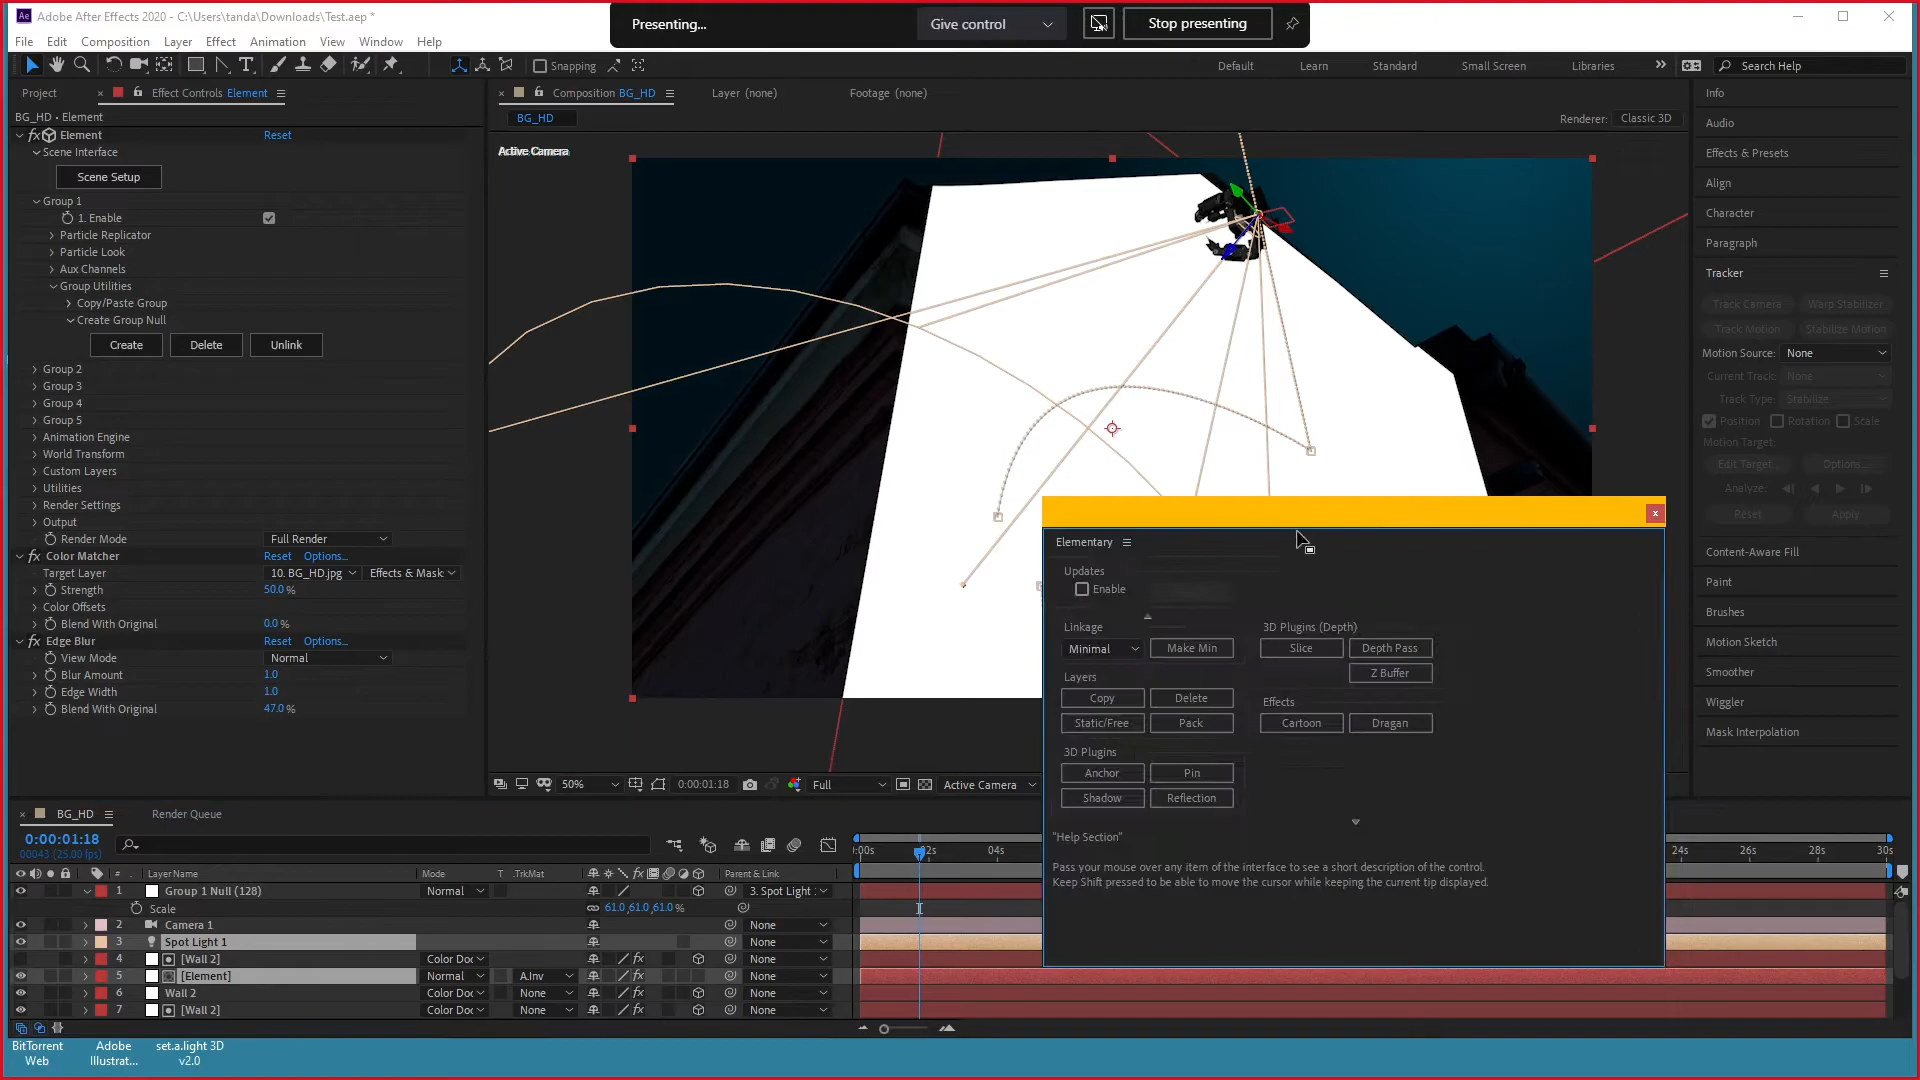 Adobe After Effects 2020 - C:\Users\tanda\Downloads\Test.aep *
Presenting...
Give control
Stop presenting
File Edit Composition Layer Effect Animation View Window Help
Snapping
Default Learn Standard Small Screen Libraries
Search Help
Project
Effect Controls Element
Composition BG_HD
Layer (none)
Footage (none)
BG_HD • Element
BG_HD
Renderer: Classic 3D
Element Reset
Scene Interface
Scene Setup
Group 1
1. Enable
Particle Replicator
Particle Look
Aux Channels
Group Utilities
Copy/Paste Group
Create Group Null
Create Delete Unlink
Group 2
Group 3
Group 4
Group 5
Animation Engine
World Transform
Custom Layers
Utilities
Render Settings
Output
Render Mode Full Render
Color Matcher Reset Options...
Target Layer 10. BG_HD.jpg Effects & Mask
Strength 50.0 %
Color Offsets
Blend With Original 0.0 %
Edge Blur Reset Options...
View Mode Normal
Blur Amount 1.0
Edge Width 1.0
Blend With Original 47.0 %
Active Camera
Info
Audio
Effects & Presets
Align
Character
Paragraph
Tracker
Track Camera Warp Stabilizer
Track Motion Stabilize Motion
Motion Source: None
Current Track: None
Track Type: Stabilize
Position Rotation Scale
Motion Target:
Edit Target... Options...
Analyze:
Reset Apply
Content-Aware Fill
Paint
Brushes
Motion Sketch
Smoother
Wiggler
Mask Interpolation
x
Elementary
Updates
Enable
Linkage
3D Plugins (Depth)
Minimal Make Min Slice Depth Pass
Z Buffer
Layers
Copy Delete
Effects
Static/Free Pack Cartoon Dragan
3D Plugins
Anchor Pin
Shadow Reflection
"Help Section"
Pass your mouse over any item of the interface to see a short description of the control.
Keep Shift pressed to be able to move the cursor while keeping the current tip displayed.
50% 0:00:01:18 Full Active Camera
BG_HD
Render Queue
0:00:01:18
00043 (25.00 fps)
:00s 02s 04s 24s 26s 28s 30s
# Layer Name Mode T .TrkMat Parent & Link
1 Group 1 Null (128) Normal 3. Spot Light :
Scale 61.0,61.0,61.0 %
2 Camera 1 None
3 Spot Light 1 None
4 [Wall 2] Color Doc None
5 [Element] Normal A.Inv None
6 Wall 2 Color Doc None None
7 [Wall 2] Color Doc None None
BitTorrent
Web
Adobe
Illustrat...
set.a.light 3D
v2.0